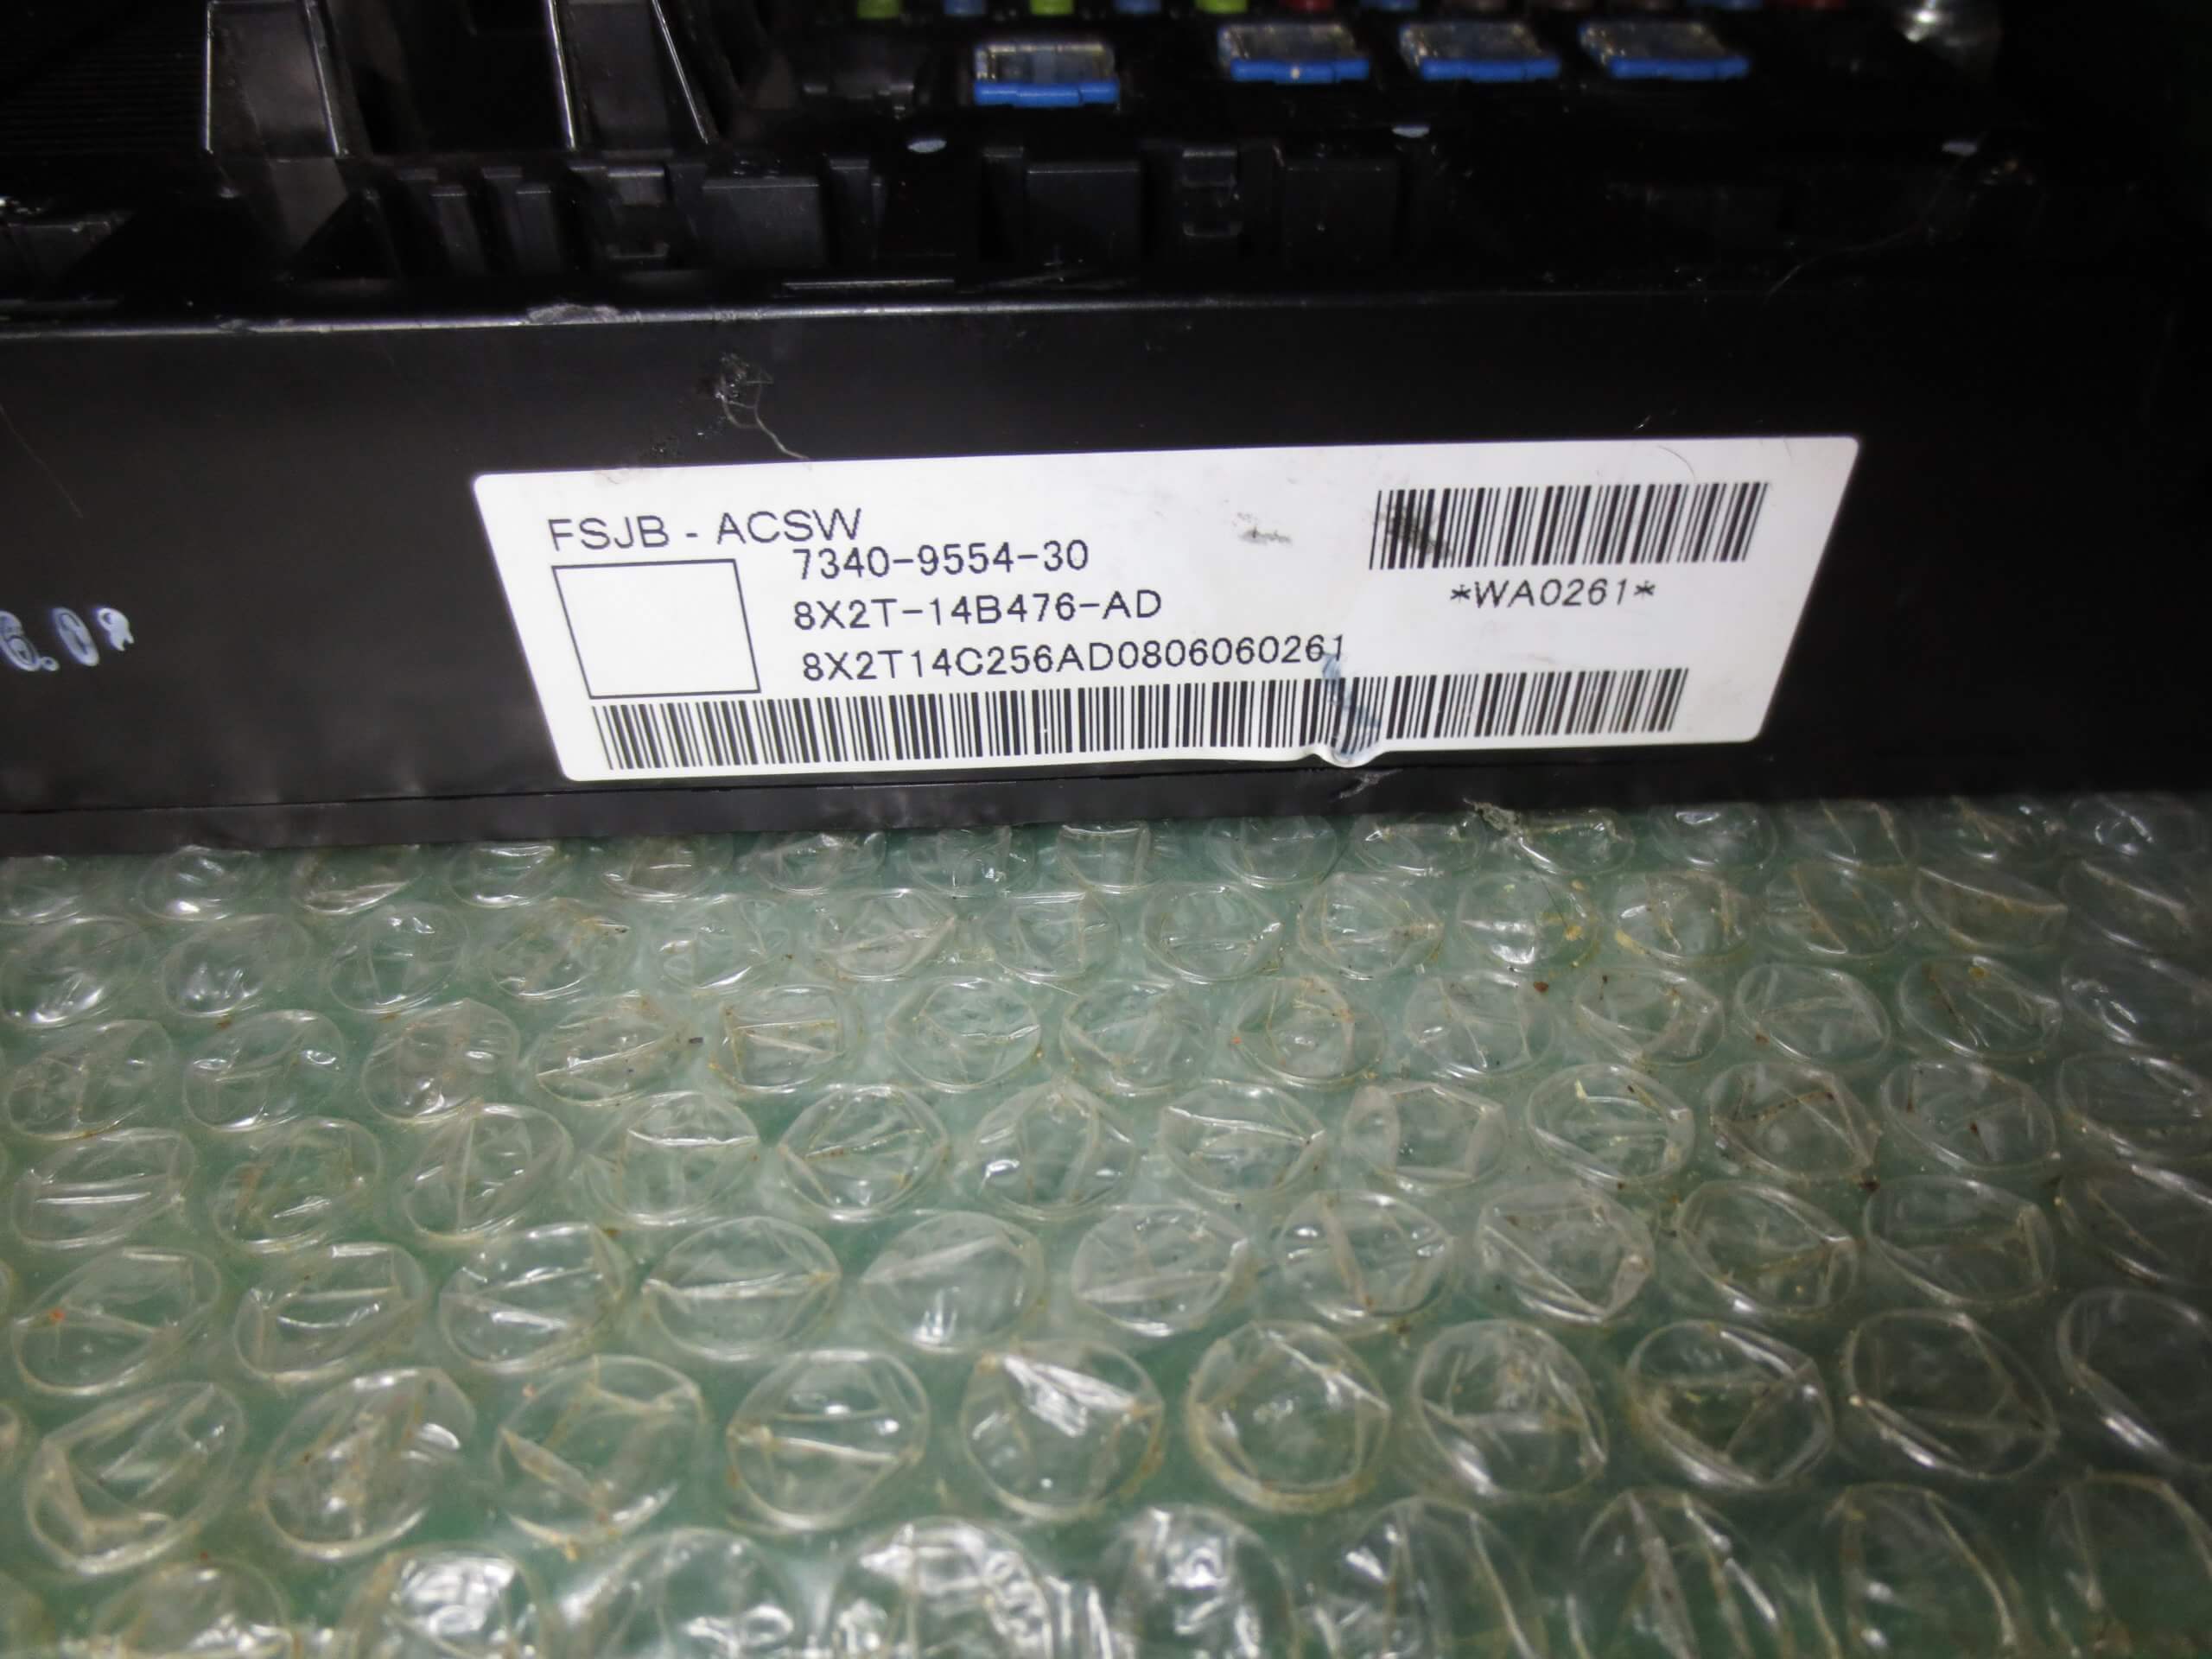 FSJB - ACSW
7340-9554-30
8X2T-14B476-AD
8X2T14C256AD0806060261
*WA0261*